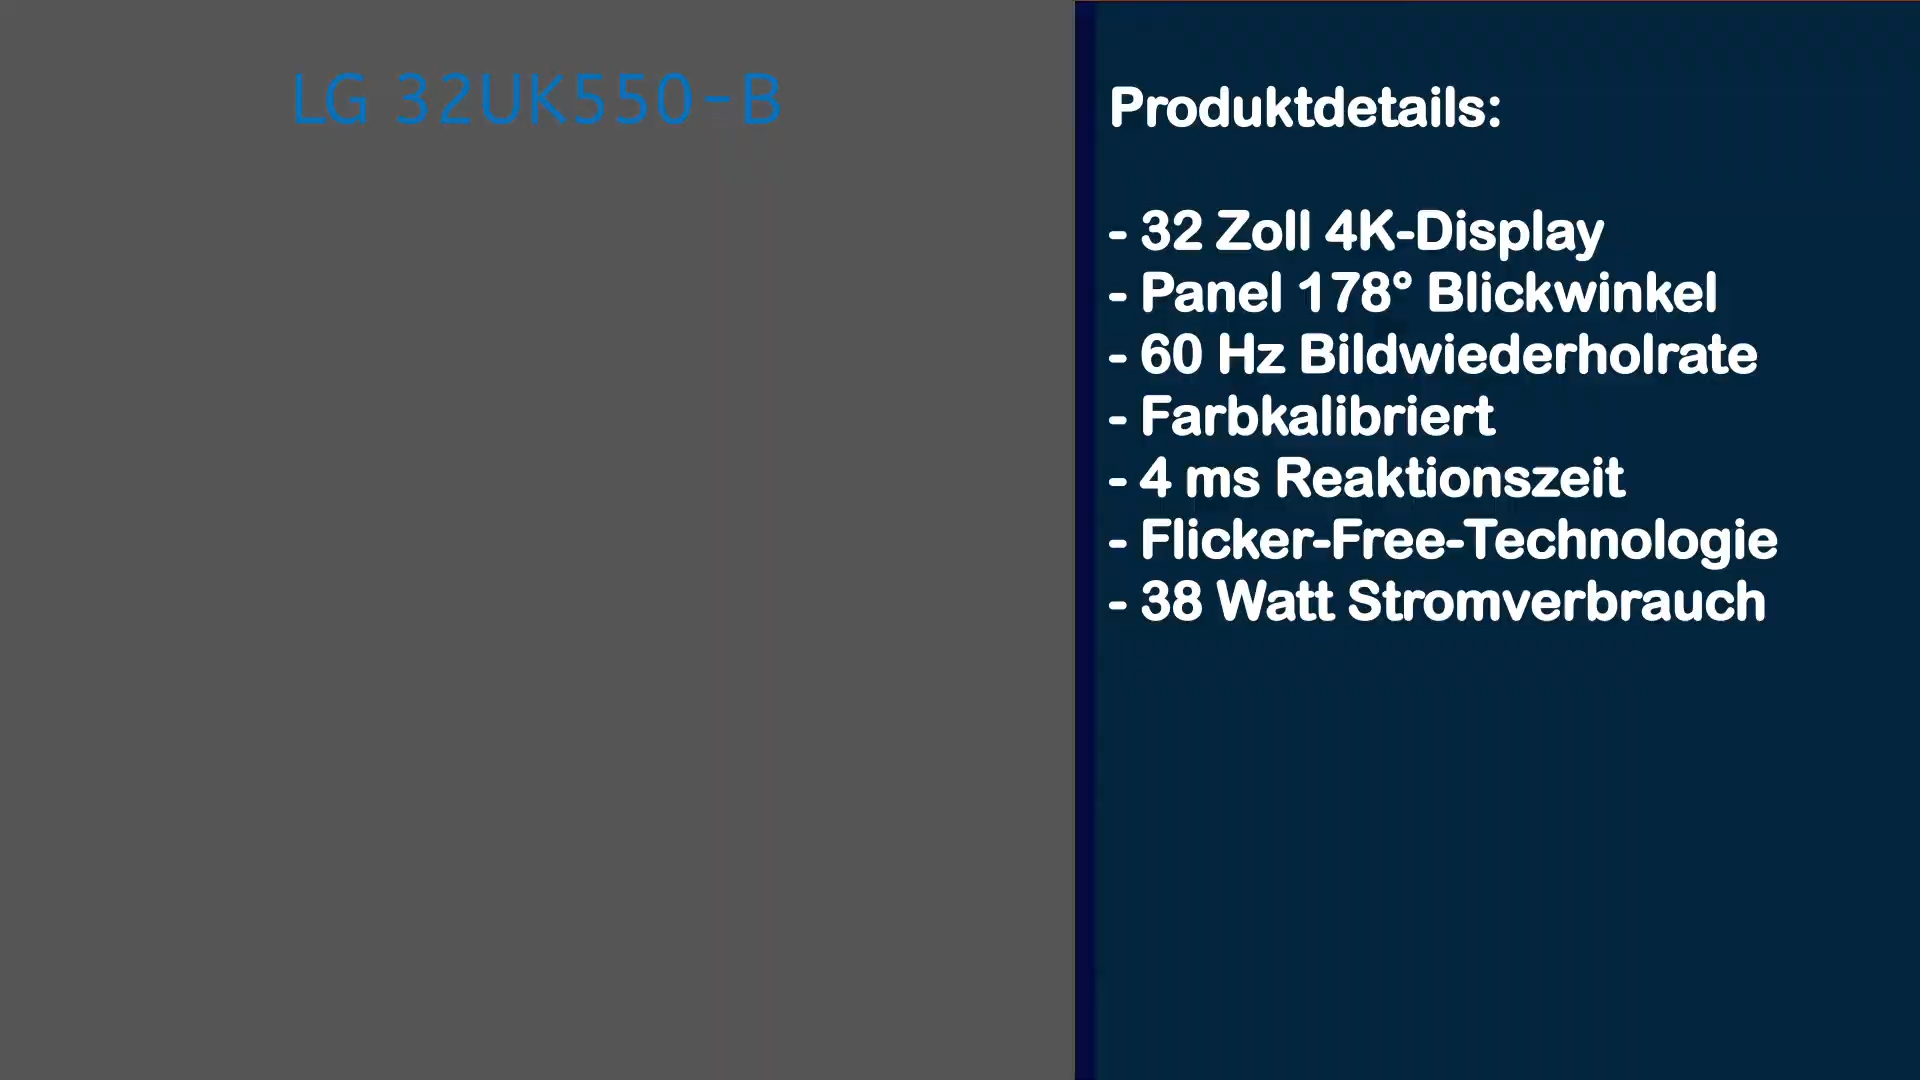 LG 32UK550-B
Produktdetails:
- 32 Zoll 4K-Display
- Panel 178° Blickwinkel
- 60 Hz Bildwiederholrate
- Farbkalibriert
- 4 ms Reaktionszeit
- Flicker-Free-Technologie
- 38 Watt Stromverbrauch